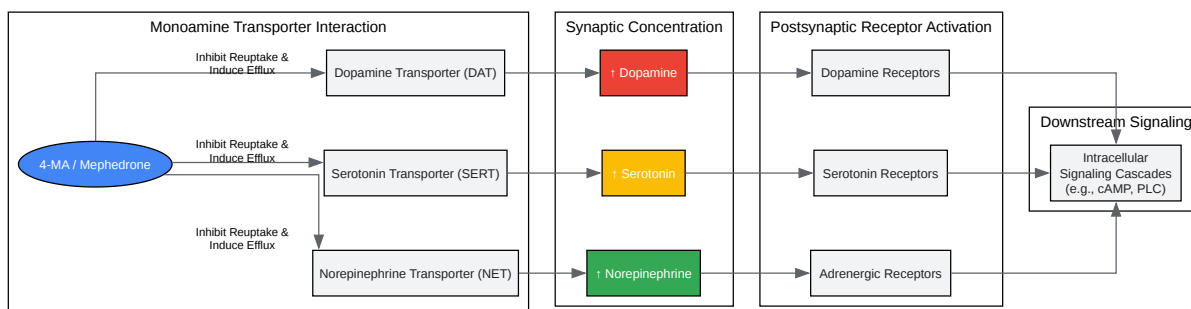 Monoamine Transporter Interaction
Inhibit Reuptake &
Induce Efflux
Dopamine Transporter (DAT)
4-MA / Mephedrone
Inhibit Reuptake &
Induce Efflux
Serotonin Transporter (SERT)
Inhibit Reuptake &
Induce Efflux
Norepinephrine Transporter (NET)
Synaptic Concentration
↑ Dopamine
↑ Serotonin
↑ Norepinephrine
Postsynaptic Receptor Activation
Dopamine Receptors
Serotonin Receptors
Adrenergic Receptors
Downstream Signaling
Intracellular
Signaling Cascades
(e.g., cAMP, PLC)